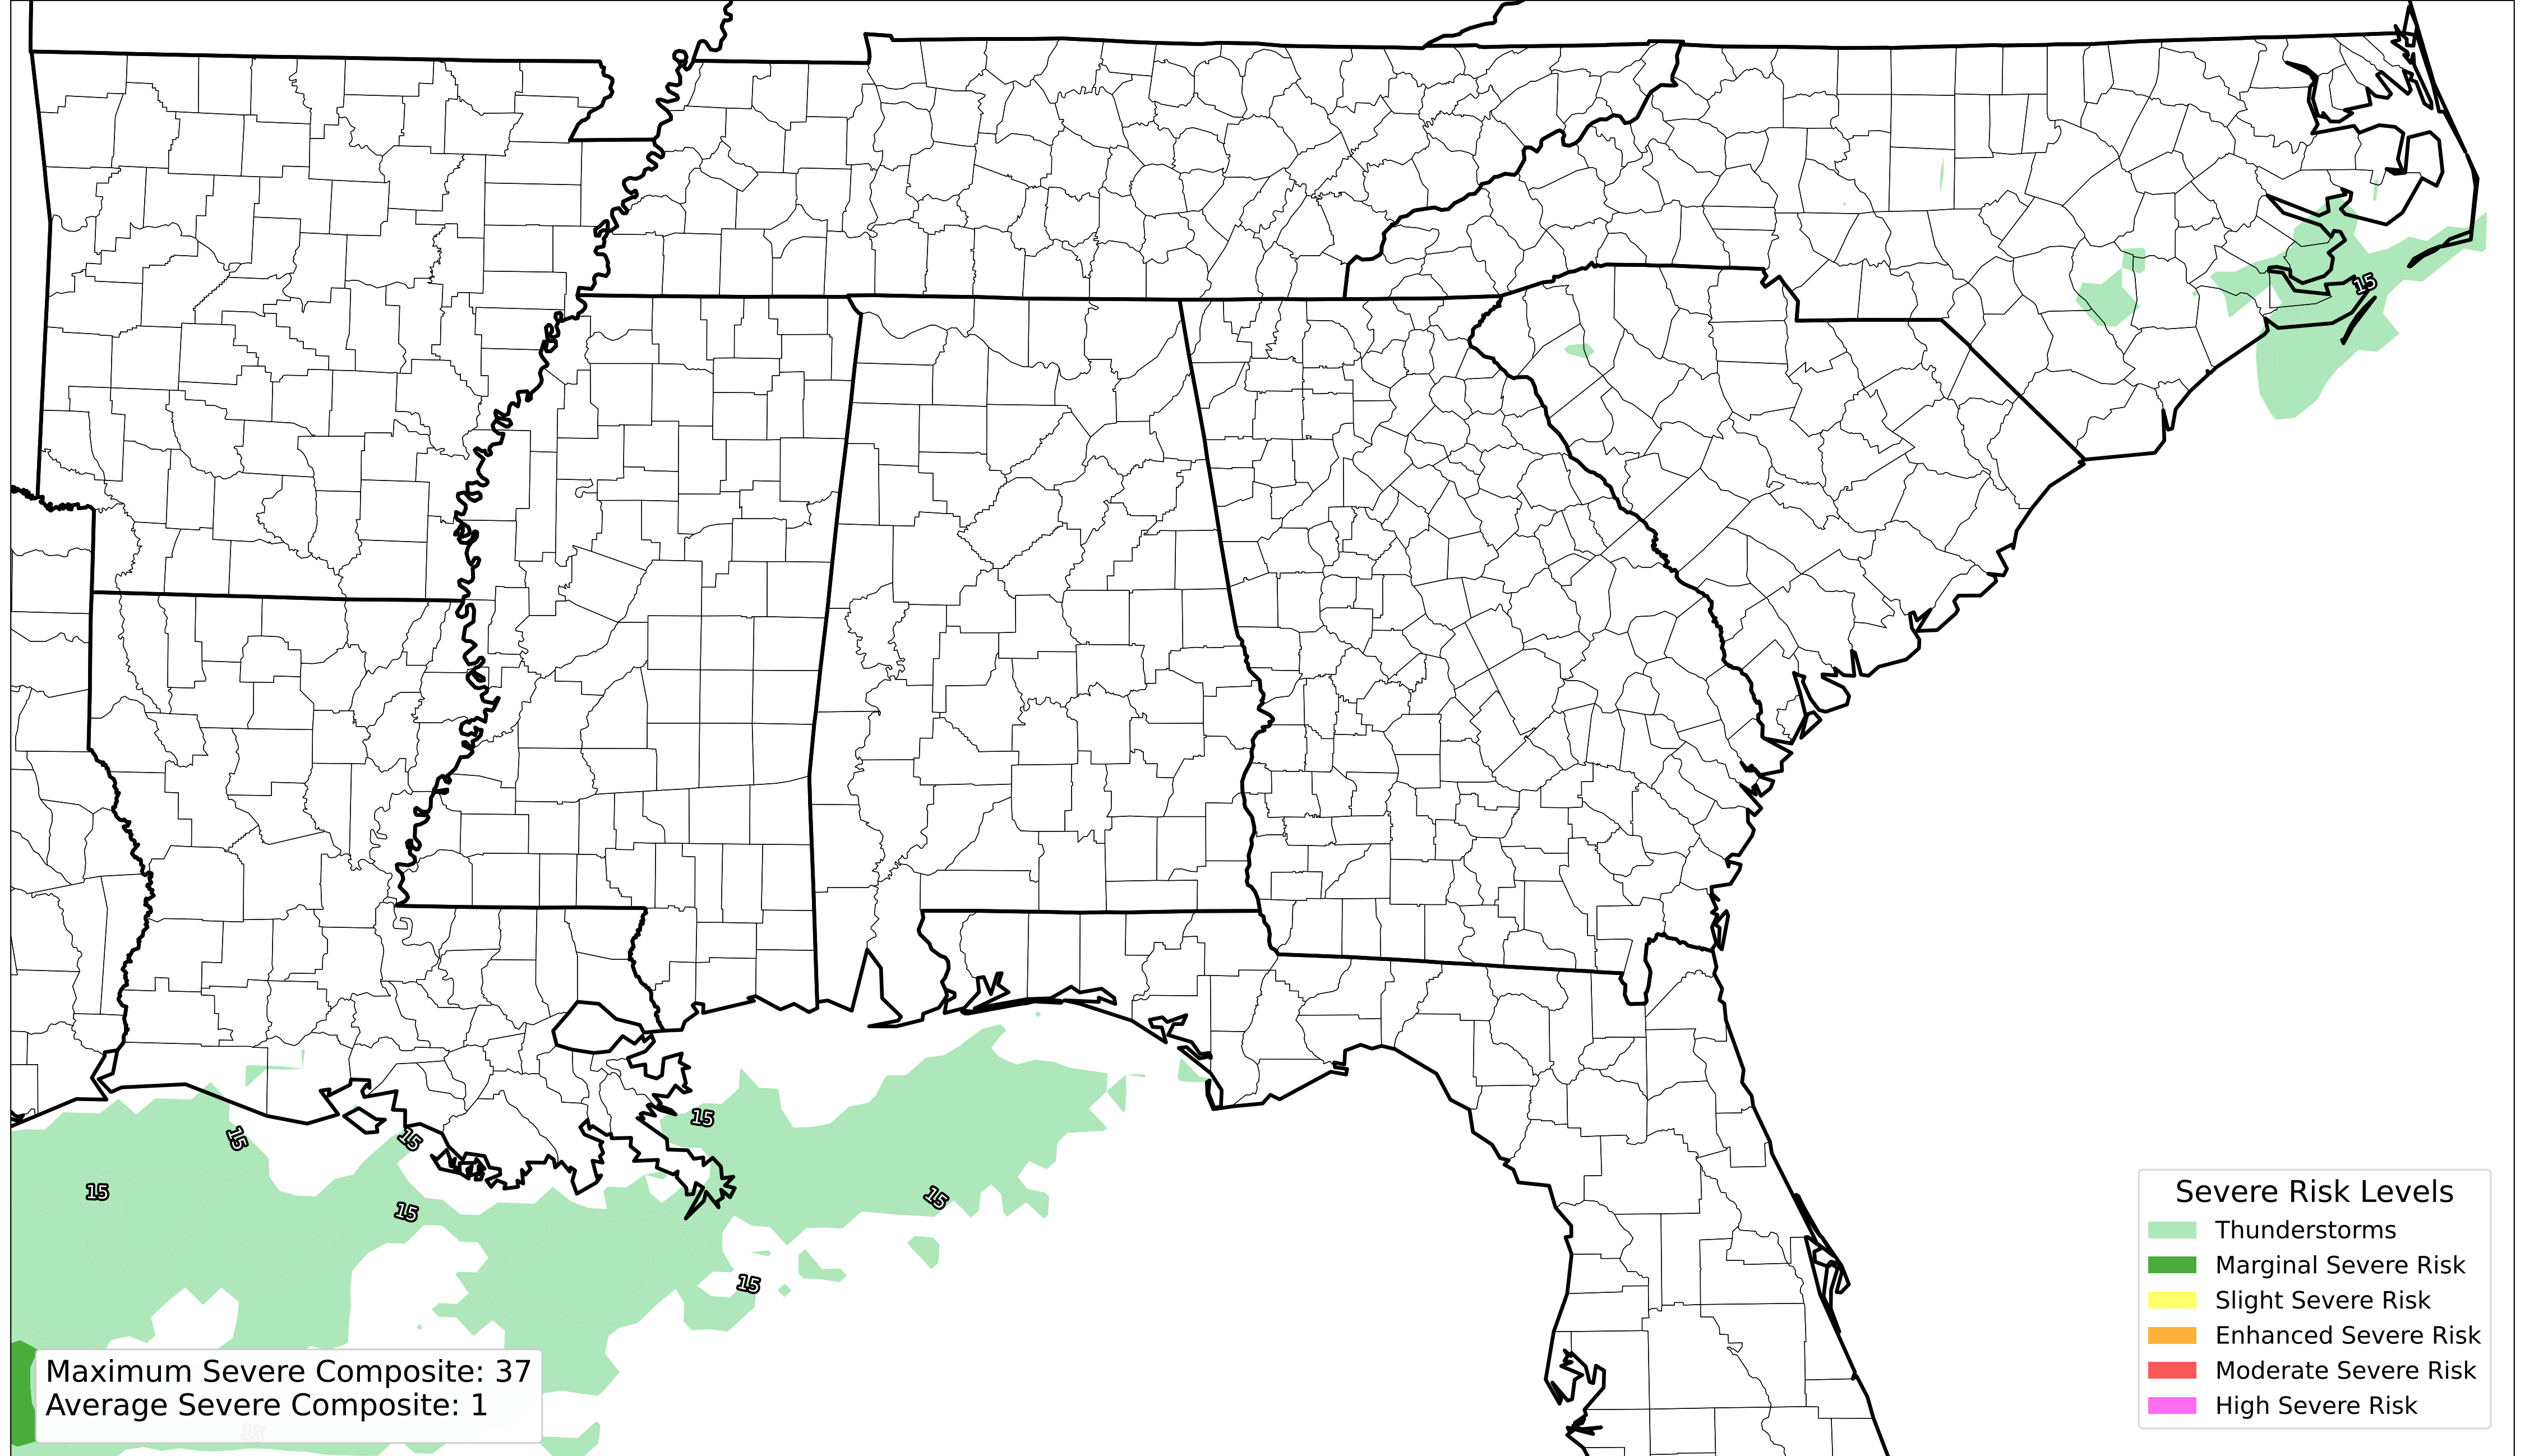 15
15
15
15
15
15
15
15
Severe Risk Levels
Thunderstorms
Marginal Severe Risk
Slight Severe Risk
Enhanced Severe Risk
Moderate Severe Risk
High Severe Risk
Maximum Severe Composite: 37
Average Severe Composite: 1
15